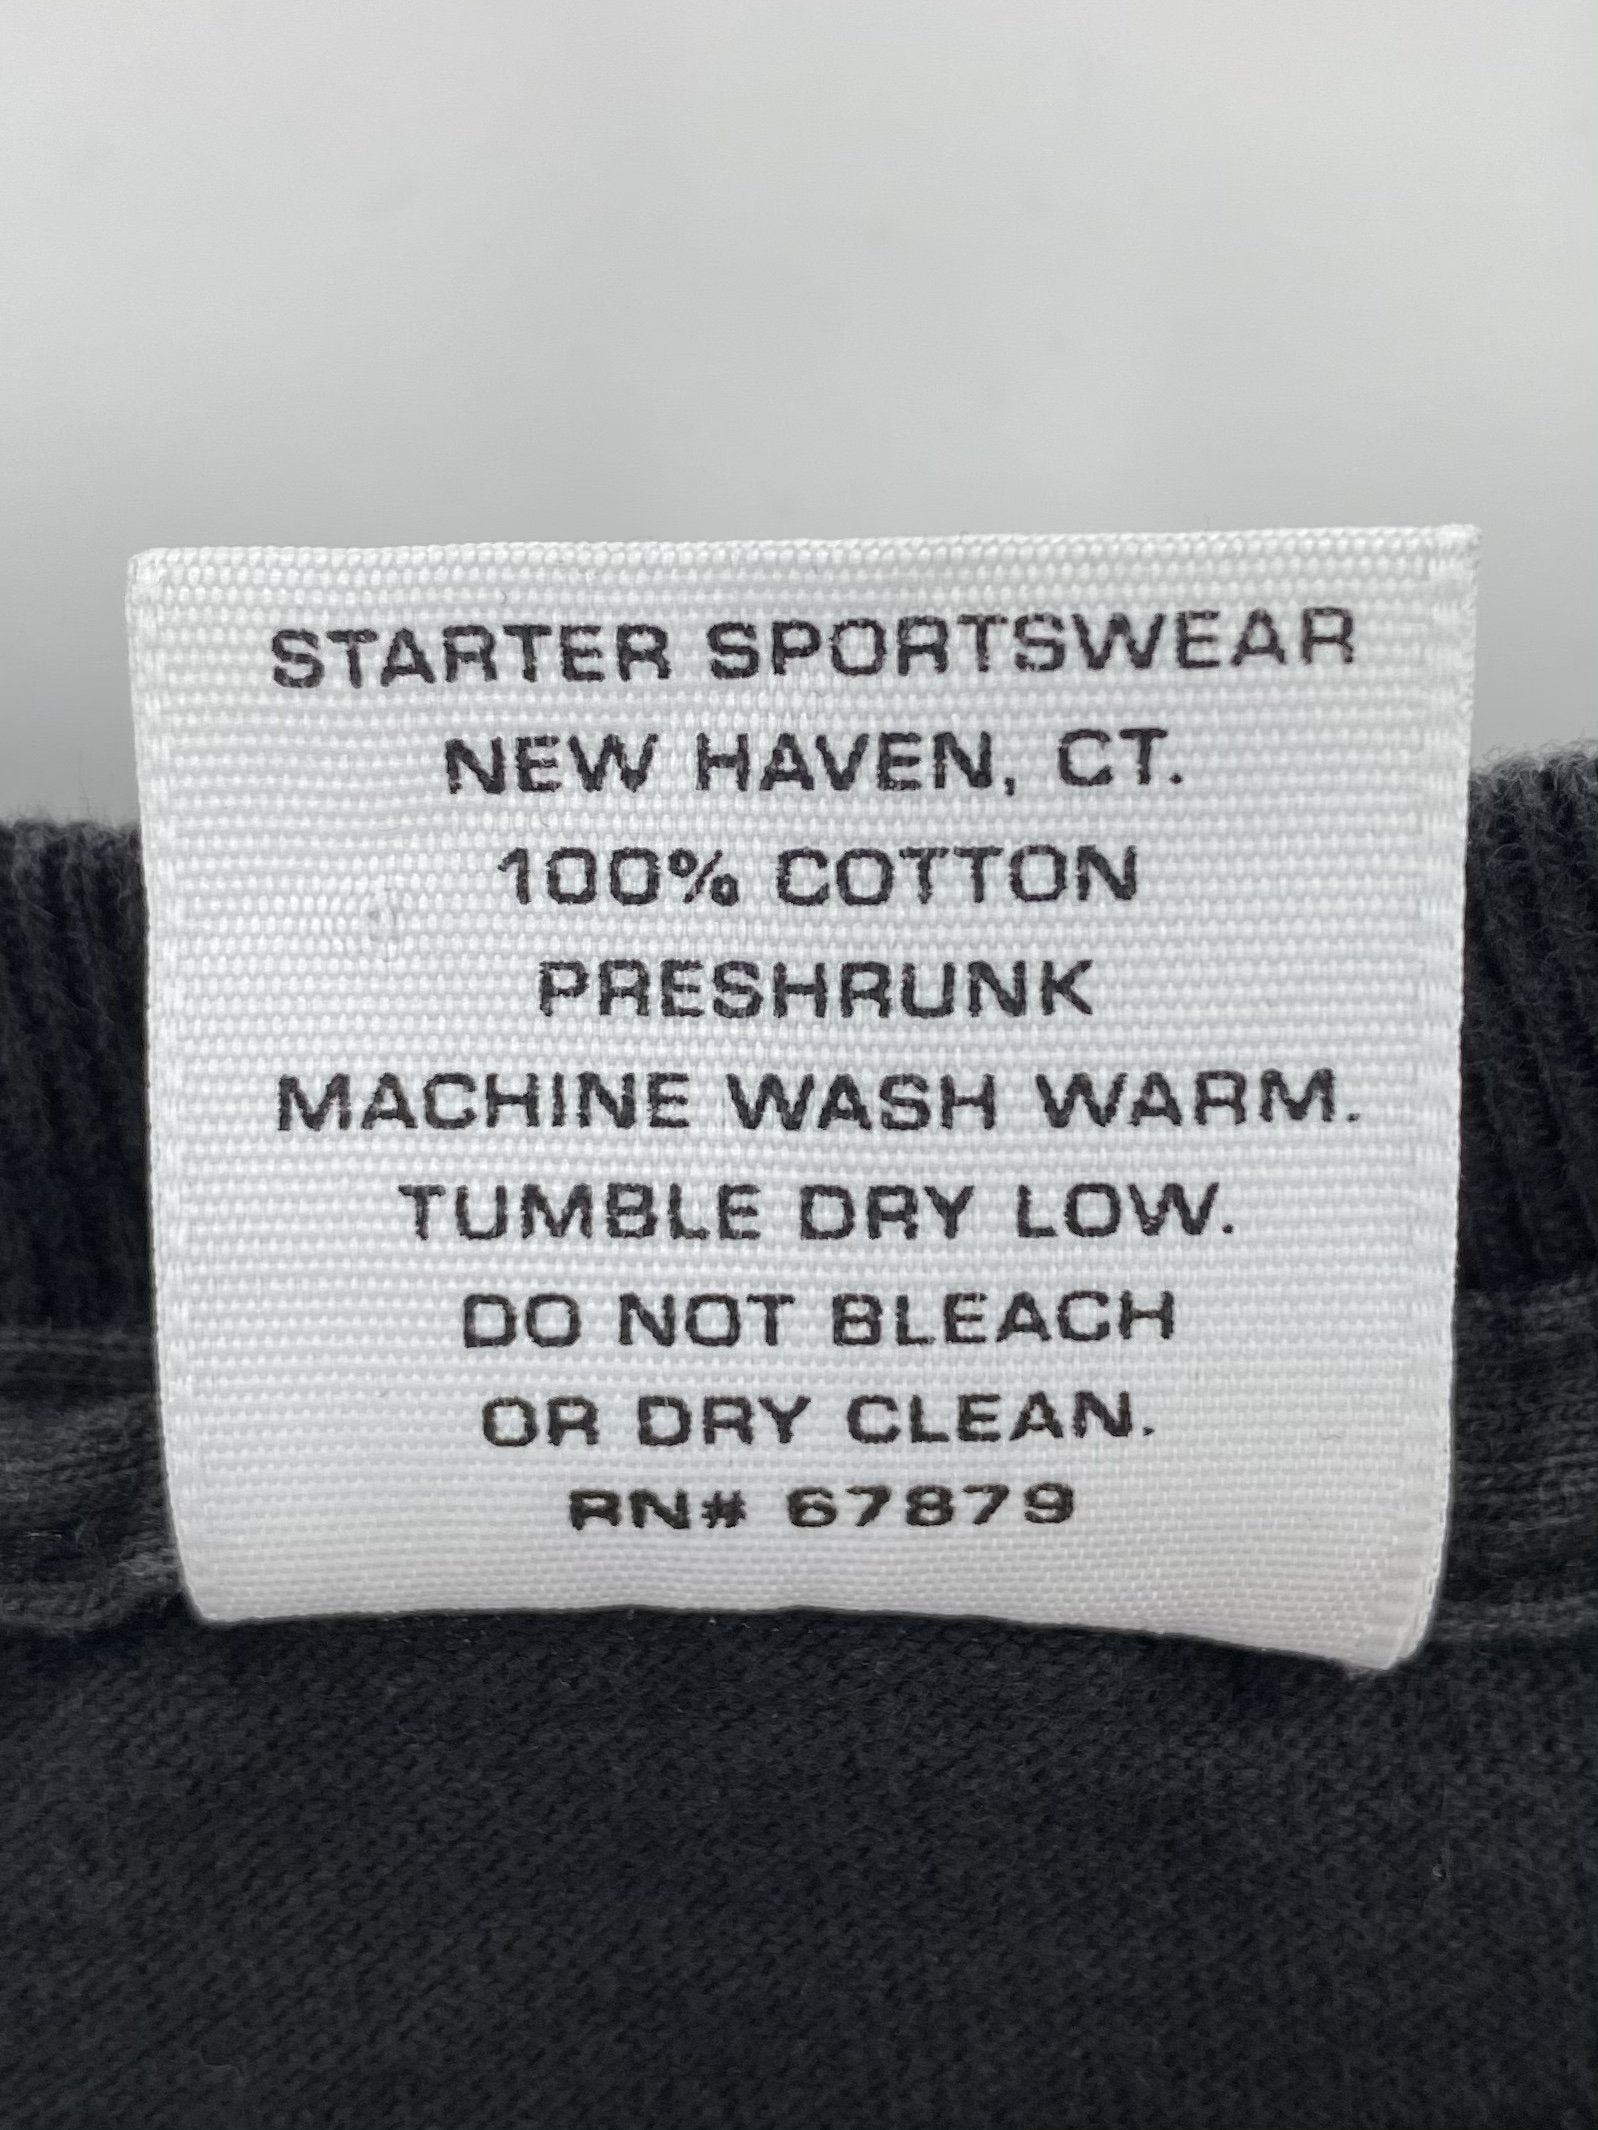 STARTER SPORTSWEAR
NEW HAVEN, CT.
100% COTTON
PRESHRUNK
MACHINE WASH WARM.
TUMBLE DRY LOW.
DO NOT BLEACH
OR DRY CLEAN.
RN# 67879